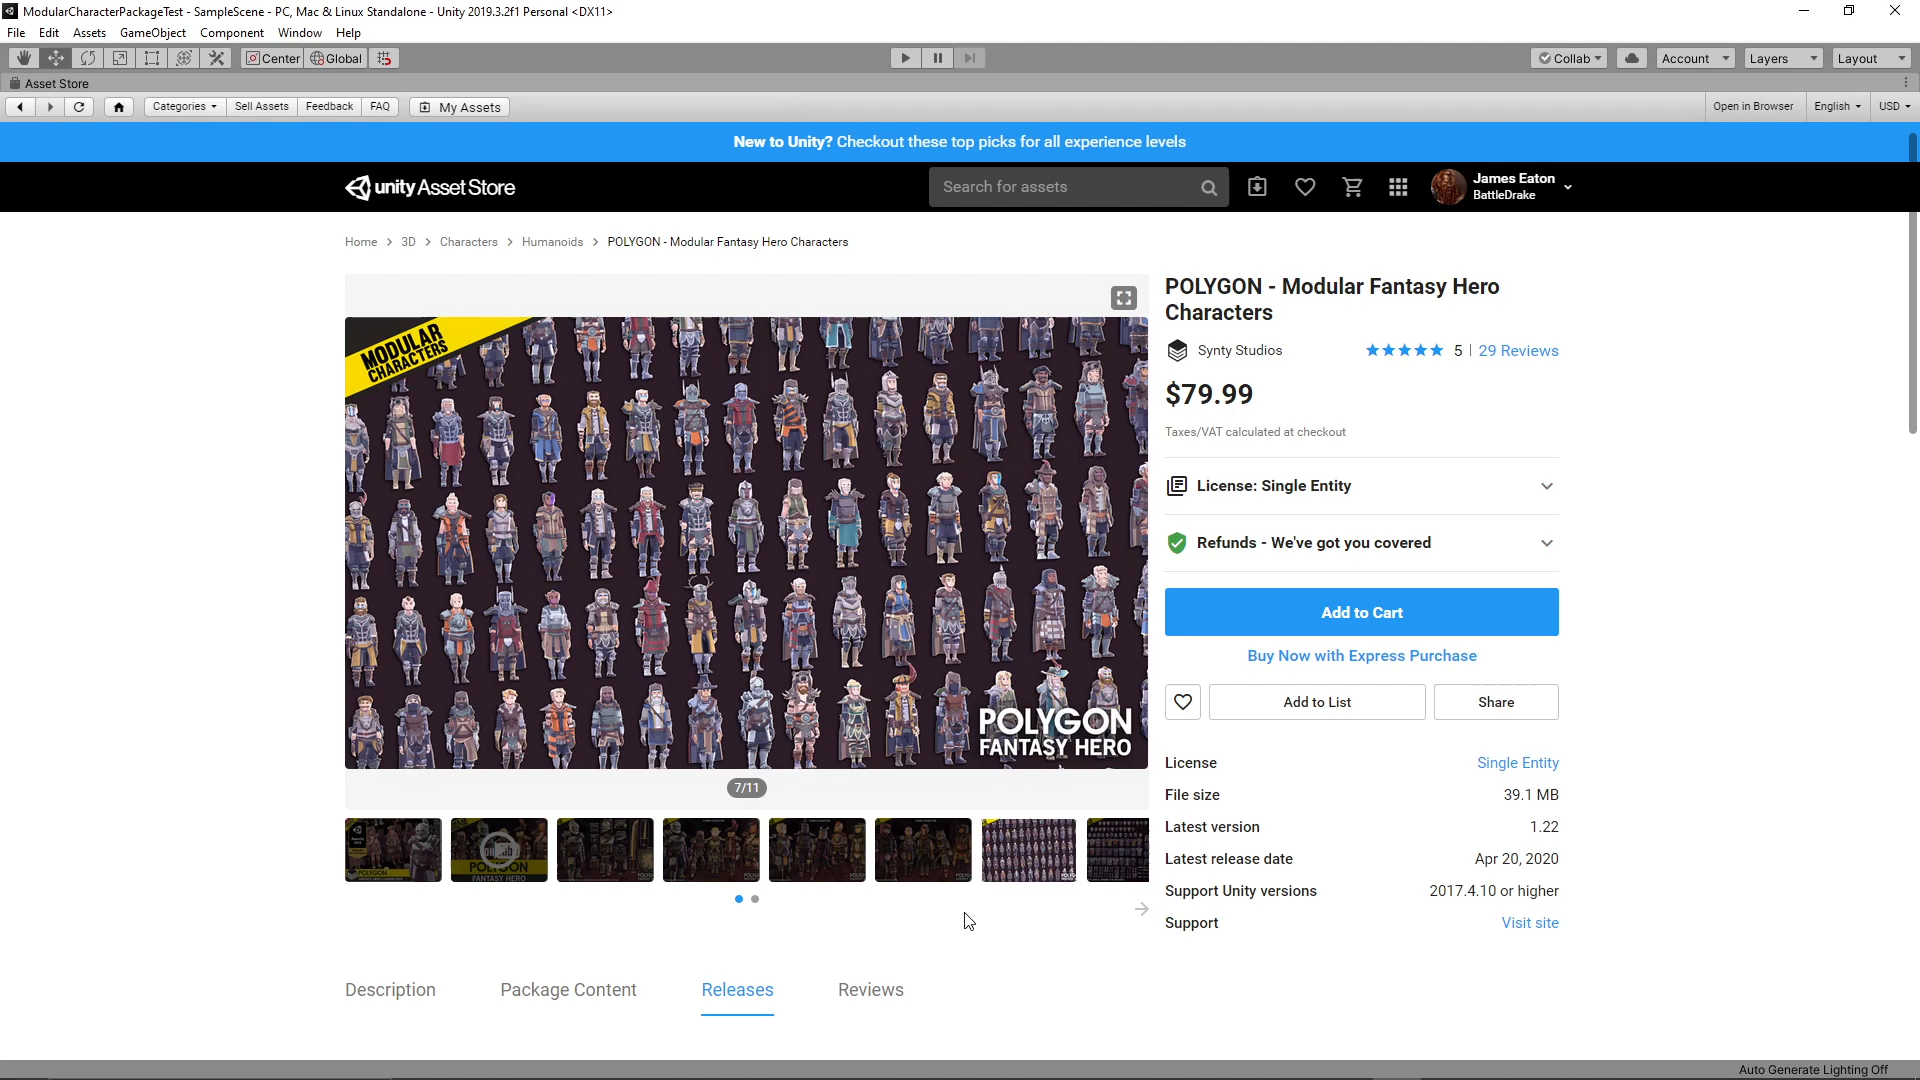 ModularCharacterPackageTest - SampleScene - PC, Mac & Linux Standalone - Unity 2019.3.2f1 Personal <DX11>
File Edit Assets GameObject Component Window Help
Center Global Collab Account Layers Layout
Asset Store
Categories Sell Assets Feedback FAQ My Assets Open in Browser English USD
New to Unity? Checkout these top picks for all experience levels
unity Asset Store Search for assets James Eaton
BattleDrake
Home > 3D > Characters > Humanoids > POLYGON - Modular Fantasy Hero Characters
MODULAR
CHARACTERS
POLYGON
FANTASY HERO
7/11
POLYGON
FANTASY HERO
POLYGON - Modular Fantasy Hero
Characters
Synty Studios 5 | 29 Reviews
$79.99
Taxes/VAT calculated at checkout
License: Single Entity
Refunds - We've got you covered
Add to Cart
Buy Now with Express Purchase
Add to List Share
License Single Entity
File size 39.1 MB
Latest version 1.22
Latest release date Apr 20, 2020
Support Unity versions 2017.4.10 or higher
Support Visit site
Description Package Content Releases Reviews
Auto Generate Lighting Off